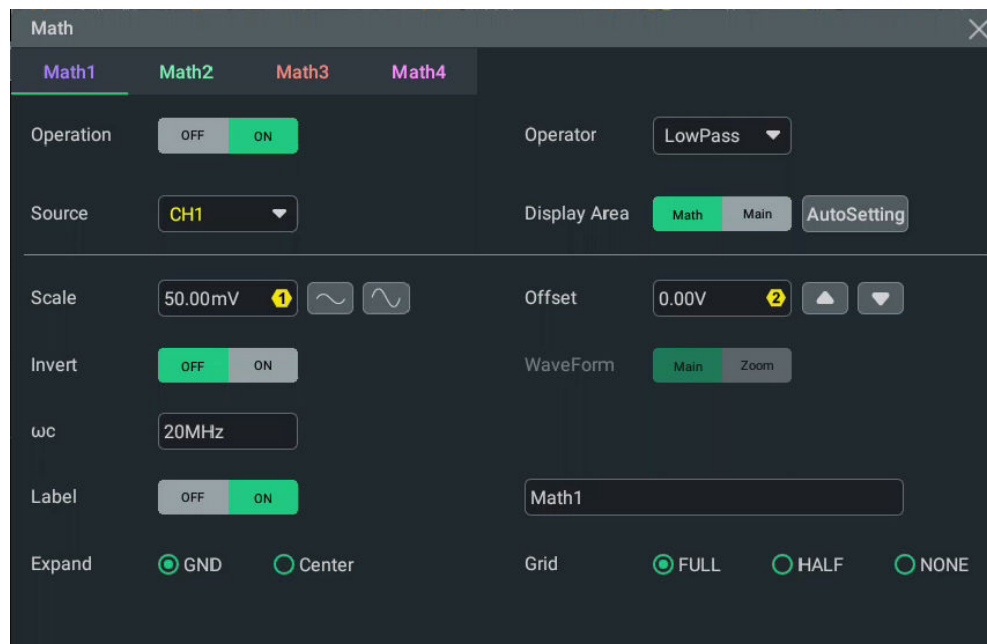 Math
Math1 Math2 Math3 Math4
Operation OFF ON Operator LowPass
Source CH1 Display Area Math Main AutoSetting
Scale 50.00mV 1 Offset 0.00V 2
Invert OFF ON WaveForm Main Zoom
ωc 20MHz
Label OFF ON Math1
Expand GND Center Grid FULL HALF NONE